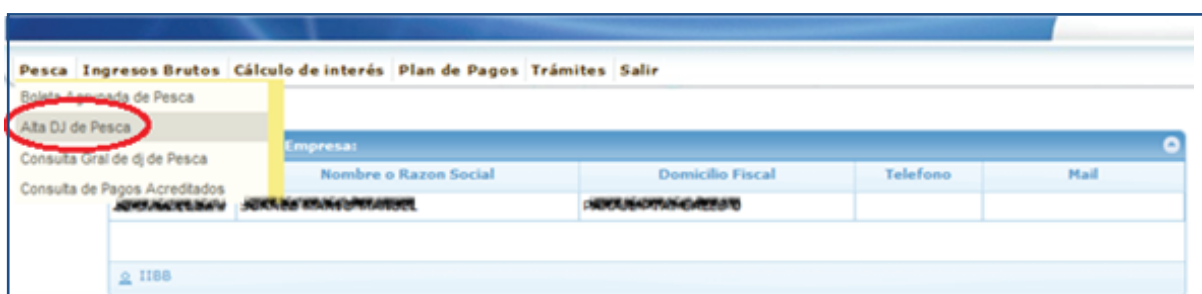 Pesca Ingresos Brutos Cálculo de interés Plan de Pagos Trámites Salir
Boleta Agrupada de Pesca
Alta DJ de Pesca
Consulta Gral de dj de Pesca
Consulta de Pagos Acreditados
Empresa:
Nombre o Razon Social Domicilio Fiscal Telefono Mail
IIBB